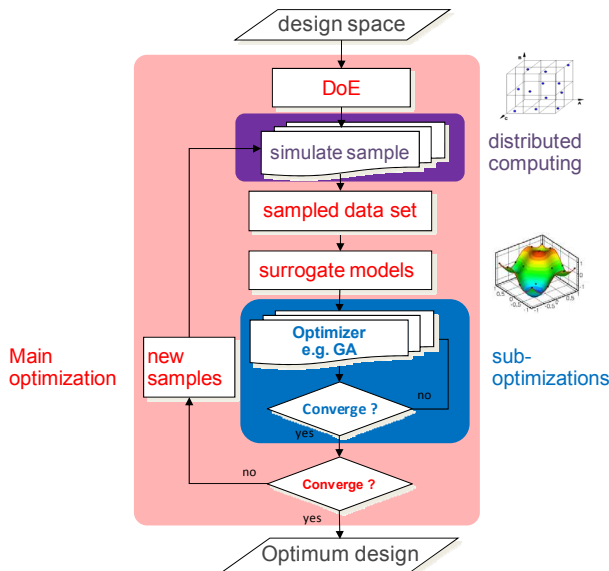 design space
DoE
simulate sample
distributed
computing
sampled data set
surrogate models
Optimizer
e.g. GA
Main
optimization
new
samples
sub-
optimizations
no
Converge ?
yes
no
Converge ?
yes
Optimum design